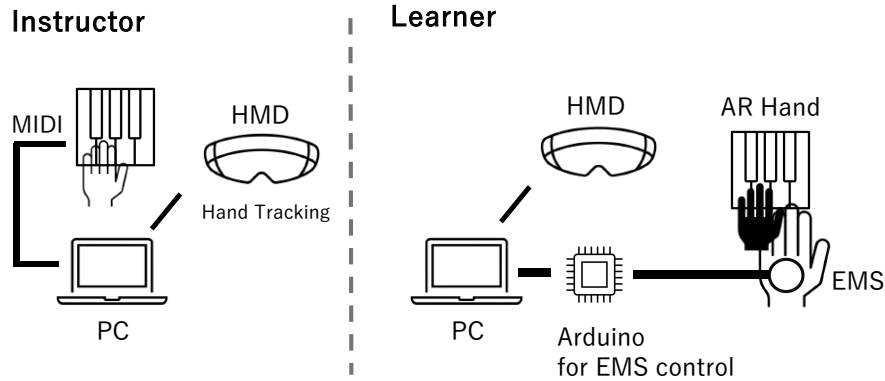 Instructor
MIDI
HMD
Hand Tracking
PC
Learner
HMD
AR Hand
PC
Arduino
for EMS control
EMS